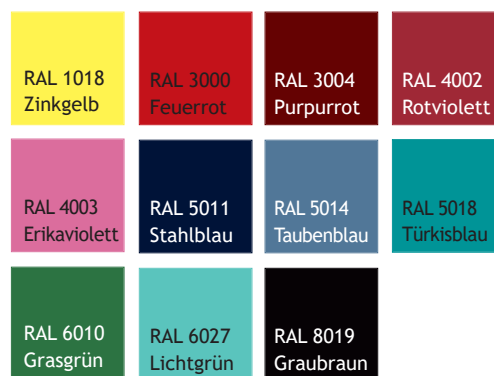 RAL 1018
Zinkgelb
RAL 3000
Feuerrot
RAL 3004
Purpurrot
RAL 4002
Rotviolett
RAL 4003
Erikaviolett
RAL 5011
Stahlblau
RAL 5014
Taubenblau
RAL 5018
Türkisblau
RAL 6010
Grasgrün
RAL 6027
Lichtgrün
RAL 8019
Graubraun